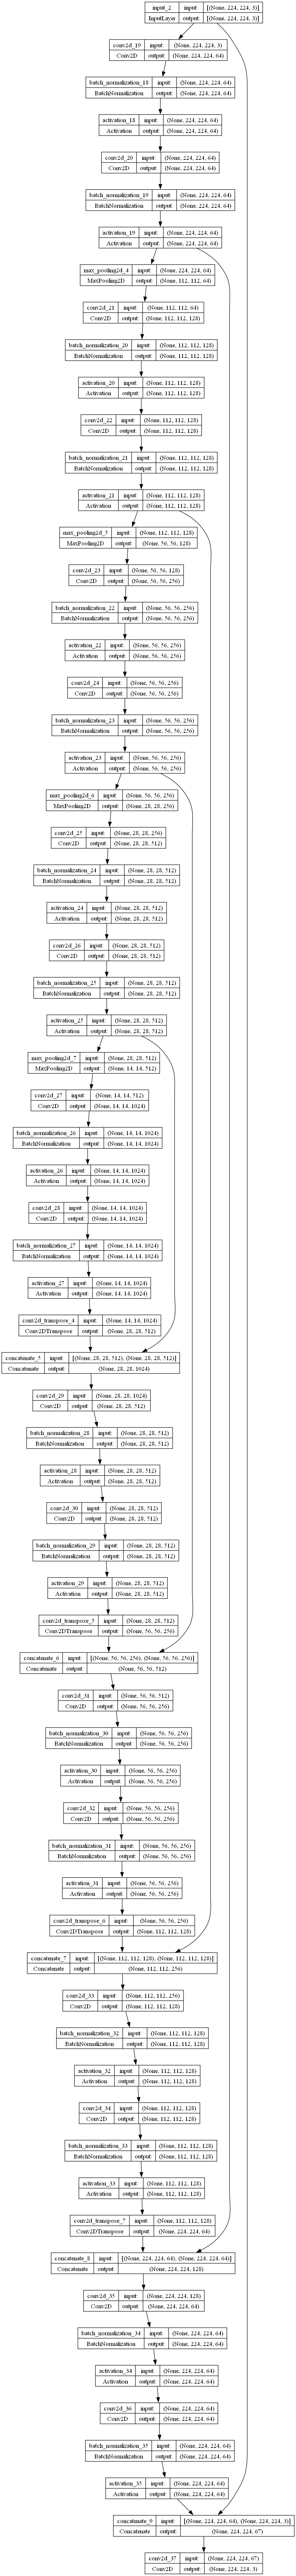 input_2 input: [(None, 224, 224, 3)]
InputLayer output: [(None, 224, 224, 3)]
conv2d_19 input: (None, 224, 224, 3)
Conv2D output: (None, 224, 224, 64)
batch_normalization_18 input: (None, 224, 224, 64)
BatchNormalization output: (None, 224, 224, 64)
activation_18 input: (None, 224, 224, 64)
Activation output: (None, 224, 224, 64)
conv2d_20 input: (None, 224, 224, 64)
Conv2D output: (None, 224, 224, 64)
batch_normalization_19 input: (None, 224, 224, 64)
BatchNormalization output: (None, 224, 224, 64)
activation_19 input: (None, 224, 224, 64)
Activation output: (None, 224, 224, 64)
max_pooling2d_4 input: (None, 224, 224, 64)
MaxPooling2D output: (None, 112, 112, 64)
conv2d_21 input: (None, 112, 112, 64)
Conv2D output: (None, 112, 112, 128)
batch_normalization_20 input: (None, 112, 112, 128)
BatchNormalization output: (None, 112, 112, 128)
activation_20 input: (None, 112, 112, 128)
Activation output: (None, 112, 112, 128)
conv2d_22 input: (None, 112, 112, 128)
Conv2D output: (None, 112, 112, 128)
batch_normalization_21 input: (None, 112, 112, 128)
BatchNormalization output: (None, 112, 112, 128)
activation_21 input: (None, 112, 112, 128)
Activation output: (None, 112, 112, 128)
max_pooling2d_5 input: (None, 112, 112, 128)
MaxPooling2D output: (None, 56, 56, 128)
conv2d_23 input: (None, 56, 56, 128)
Conv2D output: (None, 56, 56, 256)
batch_normalization_22 input: (None, 56, 56, 256)
BatchNormalization output: (None, 56, 56, 256)
activation_22 input: (None, 56, 56, 256)
Activation output: (None, 56, 56, 256)
conv2d_24 input: (None, 56, 56, 256)
Conv2D output: (None, 56, 56, 256)
batch_normalization_23 input: (None, 56, 56, 256)
BatchNormalization output: (None, 56, 56, 256)
activation_23 input: (None, 56, 56, 256)
Activation output: (None, 56, 56, 256)
max_pooling2d_6 input: (None, 56, 56, 256)
MaxPooling2D output: (None, 28, 28, 256)
conv2d_25 input: (None, 28, 28, 256)
Conv2D output: (None, 28, 28, 512)
batch_normalization_24 input: (None, 28, 28, 512)
BatchNormalization output: (None, 28, 28, 512)
activation_24 input: (None, 28, 28, 512)
Activation output: (None, 28, 28, 512)
conv2d_26 input: (None, 28, 28, 512)
Conv2D output: (None, 28, 28, 512)
batch_normalization_25 input: (None, 28, 28, 512)
BatchNormalization output: (None, 28, 28, 512)
activation_25 input: (None, 28, 28, 512)
Activation output: (None, 28, 28, 512)
max_pooling2d_7 input: (None, 28, 28, 512)
MaxPooling2D output: (None, 14, 14, 512)
conv2d_27 input: (None, 14, 14, 512)
Conv2D output: (None, 14, 14, 1024)
batch_normalization_26 input: (None, 14, 14, 1024)
BatchNormalization output: (None, 14, 14, 1024)
activation_26 input: (None, 14, 14, 1024)
Activation output: (None, 14, 14, 1024)
conv2d_28 input: (None, 14, 14, 1024)
Conv2D output: (None, 14, 14, 1024)
batch_normalization_27 input: (None, 14, 14, 1024)
BatchNormalization output: (None, 14, 14, 1024)
activation_27 input: (None, 14, 14, 1024)
Activation output: (None, 14, 14, 1024)
conv2d_transpose_4 input: (None, 14, 14, 1024)
Conv2DTranspose output: (None, 28, 28, 512)
concatenate_5 input: [(None, 28, 28, 512), (None, 28, 28, 512)]
Concatenate output: (None, 28, 28, 1024)
conv2d_29 input: (None, 28, 28, 1024)
Conv2D output: (None, 28, 28, 512)
batch_normalization_28 input: (None, 28, 28, 512)
BatchNormalization output: (None, 28, 28, 512)
activation_28 input: (None, 28, 28, 512)
Activation output: (None, 28, 28, 512)
conv2d_30 input: (None, 28, 28, 512)
Conv2D output: (None, 28, 28, 512)
batch_normalization_29 input: (None, 28, 28, 512)
BatchNormalization output: (None, 28, 28, 512)
activation_29 input: (None, 28, 28, 512)
Activation output: (None, 28, 28, 512)
conv2d_transpose_5 input: (None, 28, 28, 512)
Conv2DTranspose output: (None, 56, 56, 256)
concatenate_6 input: [(None, 56, 56, 256), (None, 56, 56, 256)]
Concatenate output: (None, 56, 56, 512)
conv2d_31 input: (None, 56, 56, 512)
Conv2D output: (None, 56, 56, 256)
batch_normalization_30 input: (None, 56, 56, 256)
BatchNormalization output: (None, 56, 56, 256)
activation_30 input: (None, 56, 56, 256)
Activation output: (None, 56, 56, 256)
conv2d_32 input: (None, 56, 56, 256)
Conv2D output: (None, 56, 56, 256)
batch_normalization_31 input: (None, 56, 56, 256)
BatchNormalization output: (None, 56, 56, 256)
activation_31 input: (None, 56, 56, 256)
Activation output: (None, 56, 56, 256)
conv2d_transpose_6 input: (None, 56, 56, 256)
Conv2DTranspose output: (None, 112, 112, 128)
concatenate_7 input: [(None, 112, 112, 128), (None, 112, 112, 128)]
Concatenate output: (None, 112, 112, 256)
conv2d_33 input: (None, 112, 112, 256)
Conv2D output: (None, 112, 112, 128)
batch_normalization_32 input: (None, 112, 112, 128)
BatchNormalization output: (None, 112, 112, 128)
activation_32 input: (None, 112, 112, 128)
Activation output: (None, 112, 112, 128)
conv2d_34 input: (None, 112, 112, 128)
Conv2D output: (None, 112, 112, 128)
batch_normalization_33 input: (None, 112, 112, 128)
BatchNormalization output: (None, 112, 112, 128)
activation_33 input: (None, 112, 112, 128)
Activation output: (None, 112, 112, 128)
conv2d_transpose_7 input: (None, 112, 112, 128)
Conv2DTranspose output: (None, 224, 224, 64)
concatenate_8 input: [(None, 224, 224, 64), (None, 224, 224, 64)]
Concatenate output: (None, 224, 224, 128)
conv2d_35 input: (None, 224, 224, 128)
Conv2D output: (None, 224, 224, 64)
batch_normalization_34 input: (None, 224, 224, 64)
BatchNormalization output: (None, 224, 224, 64)
activation_34 input: (None, 224, 224, 64)
Activation output: (None, 224, 224, 64)
conv2d_36 input: (None, 224, 224, 64)
Conv2D output: (None, 224, 224, 64)
batch_normalization_35 input: (None, 224, 224, 64)
BatchNormalization output: (None, 224, 224, 64)
activation_35 input: (None, 224, 224, 64)
Activation output: (None, 224, 224, 64)
concatenate_9 input: [(None, 224, 224, 64), (None, 224, 224, 3)]
Concatenate output: (None, 224, 224, 67)
conv2d_37 input: (None, 224, 224, 67)
Conv2D output: (None, 224, 224, 3)